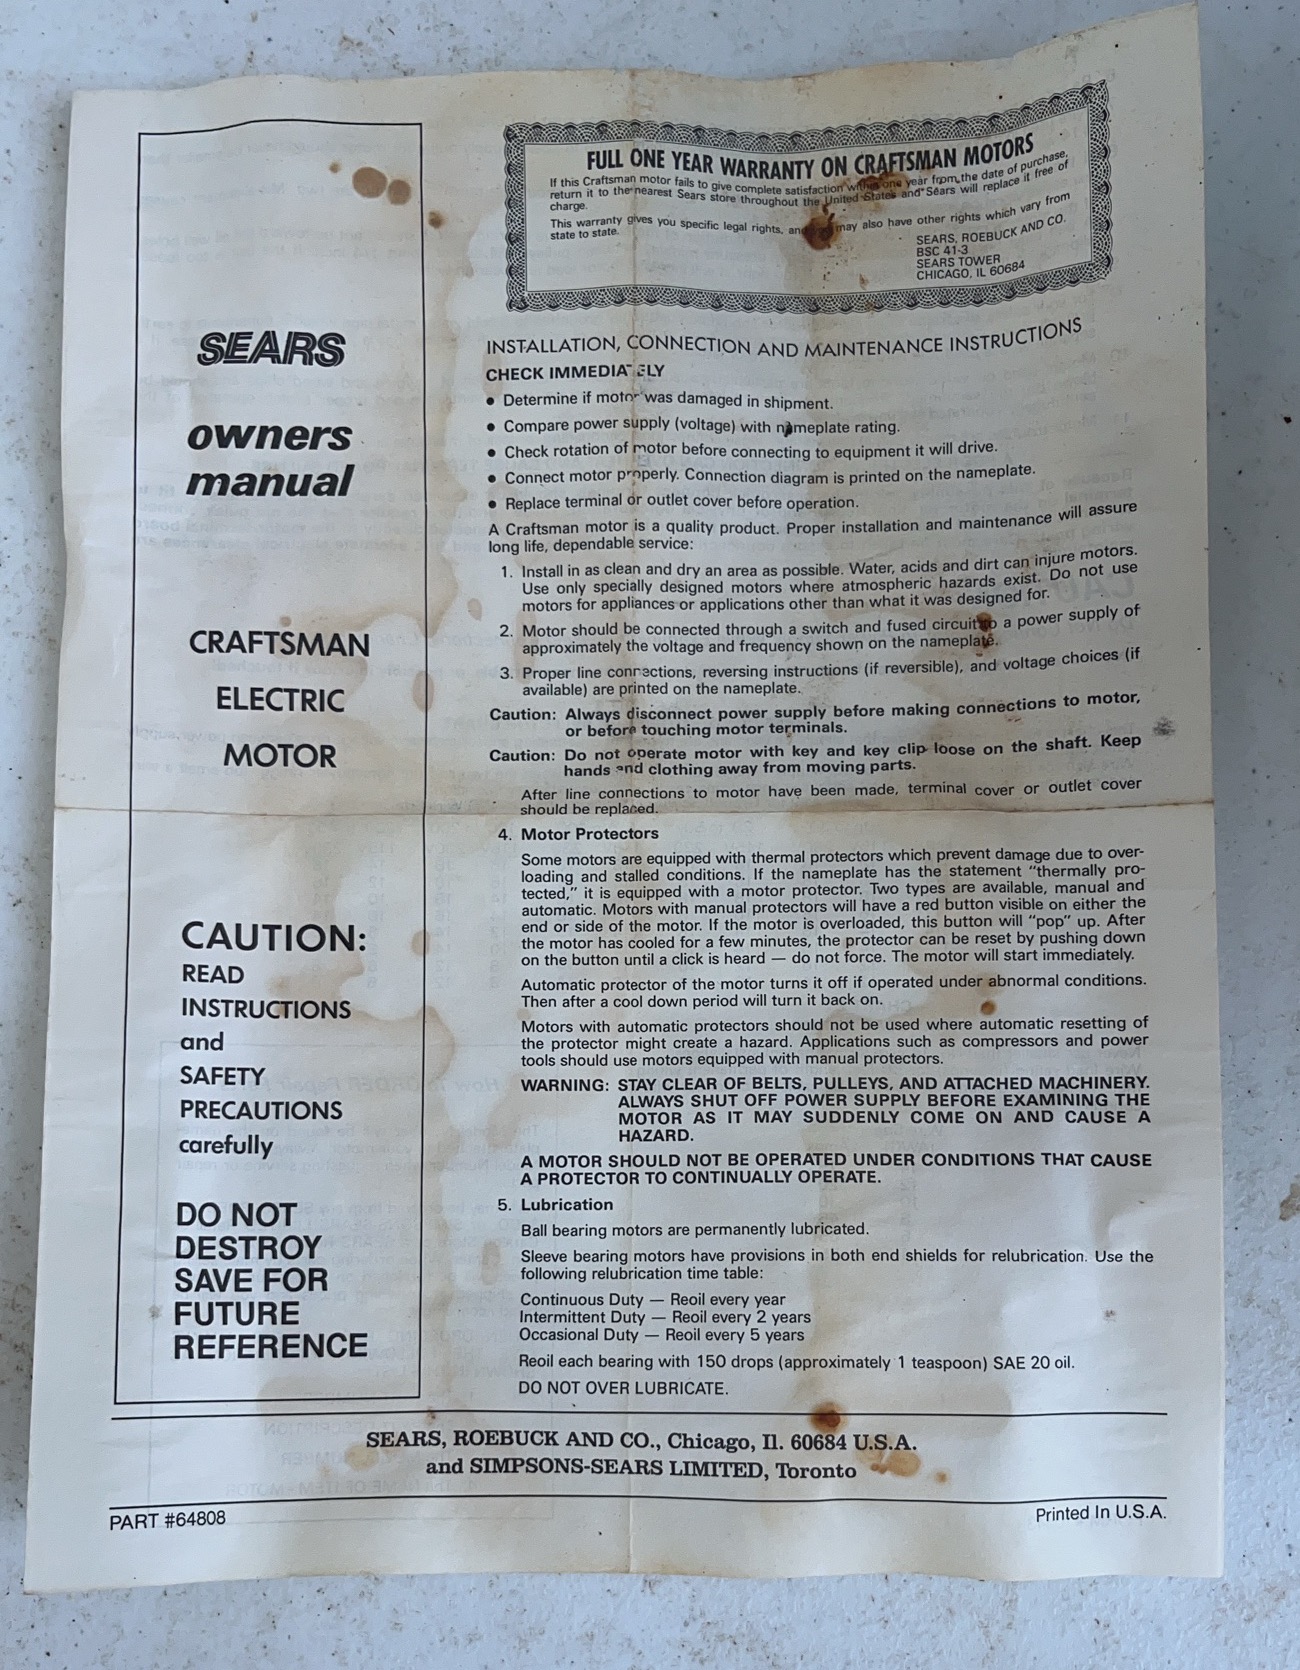 SEARS
owners
manual
CRAFTSMAN
ELECTRIC
MOTOR
CAUTION:
READ
INSTRUCTIONS
and
SAFETY
PRECAUTIONS
carefully
DO NOT
DESTROY
SAVE FOR
FUTURE
REFERENCE
FULL ONE YEAR WARRANTY ON CRAFTSMAN MOTORS
If this Craftsman motor fails to give complete satisfaction within one year from the date of purchase,
return it to the nearest Sears store throughout the United States and Sears will replace it free of
charge.
This warranty gives you specific legal rights, and may also have other rights which vary from
state to state.
SEARS, ROEBUCK AND CO.
BSC 41-3
SEARS TOWER
CHICAGO, IL 60684
INSTALLATION, CONNECTION AND MAINTENANCE INSTRUCTIONS
CHECK IMMEDIATELY
• Determine if motor was damaged in shipment.
• Compare power supply (voltage) with nameplate rating.
• Check rotation of motor before connecting to equipment it will drive.
• Connect motor properly. Connection diagram is printed on the nameplate.
• Replace terminal or outlet cover before operation.
A Craftsman motor is a quality product. Proper installation and maintenance will assure
long life, dependable service:
1. Install in as clean and dry an area as possible. Water, acids and dirt can injure motors.
Use only specially designed motors where atmospheric hazards exist. Do not use
motors for appliances or applications other than what it was designed for.
2. Motor should be connected through a switch and fused circuit to a power supply of
approximately the voltage and frequency shown on the nameplate.
3. Proper line connections, reversing instructions (if reversible), and voltage choices (if
available) are printed on the nameplate.
Caution: Always disconnect power supply before making connections to motor,
or before touching motor terminals.
Caution: Do not operate motor with key and key clip loose on the shaft. Keep
hands and clothing away from moving parts.
After line connections to motor have been made, terminal cover or outlet cover
should be replaced.
4. Motor Protectors
Some motors are equipped with thermal protectors which prevent damage due to over-
loading and stalled conditions. If the nameplate has the statement "thermally pro-
tected," it is equipped with a motor protector. Two types are available, manual and
automatic. Motors with manual protectors will have a red button visible on either the
end or side of the motor. If the motor is overloaded, this button will "pop" up. After
the motor has cooled for a few minutes, the protector can be reset by pushing down
on the button until a click is heard — do not force. The motor will start immediately.
Automatic protector of the motor turns it off if operated under abnormal conditions.
Then after a cool down period will turn it back on.
Motors with automatic protectors should not be used where automatic resetting of
the protector might create a hazard. Applications such as compressors and power
tools should use motors equipped with manual protectors.
WARNING: STAY CLEAR OF BELTS, PULLEYS, AND ATTACHED MACHINERY.
ALWAYS SHUT OFF POWER SUPPLY BEFORE EXAMINING THE
MOTOR AS IT MAY SUDDENLY COME ON AND CAUSE A
HAZARD.
A MOTOR SHOULD NOT BE OPERATED UNDER CONDITIONS THAT CAUSE
A PROTECTOR TO CONTINUALLY OPERATE.
5. Lubrication
Ball bearing motors are permanently lubricated.
Sleeve bearing motors have provisions in both end shields for relubrication. Use the
following relubrication time table:
Continuous Duty — Reoil every year
Intermittent Duty — Reoil every 2 years
Occasional Duty — Reoil every 5 years
Reoil each bearing with 150 drops (approximately 1 teaspoon) SAE 20 oil.
DO NOT OVER LUBRICATE.
SEARS, ROEBUCK AND CO., Chicago, Il. 60684 U.S.A.
and SIMPSONS-SEARS LIMITED, Toronto
PART #64808
Printed In U.S.A.